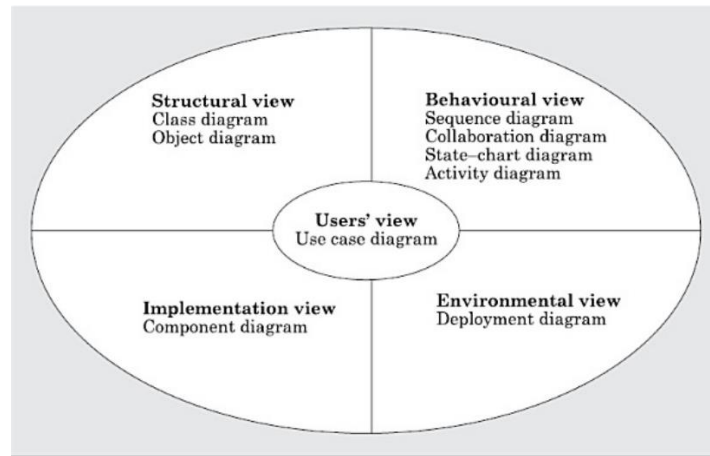 Structural view
Class diagram
Object diagram
Behavioural view
Sequence diagram
Collaboration diagram
State–chart diagram
Activity diagram
Users' view
Use case diagram
Implementation view
Component diagram
Environmental view
Deployment diagram